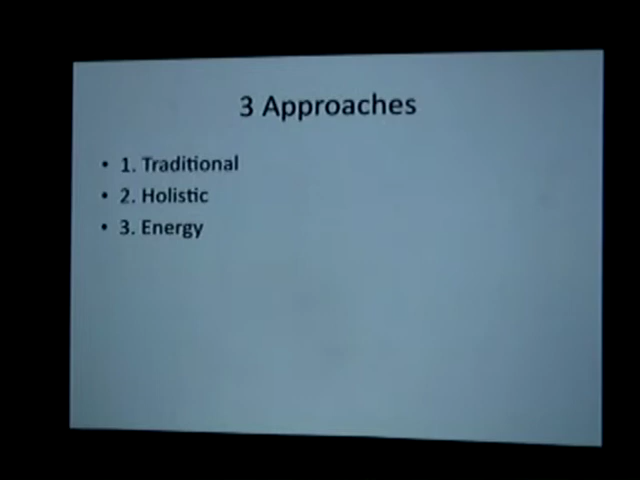 3 Approaches
• 1. Traditional
• 2. Holistic
• 3. Energy